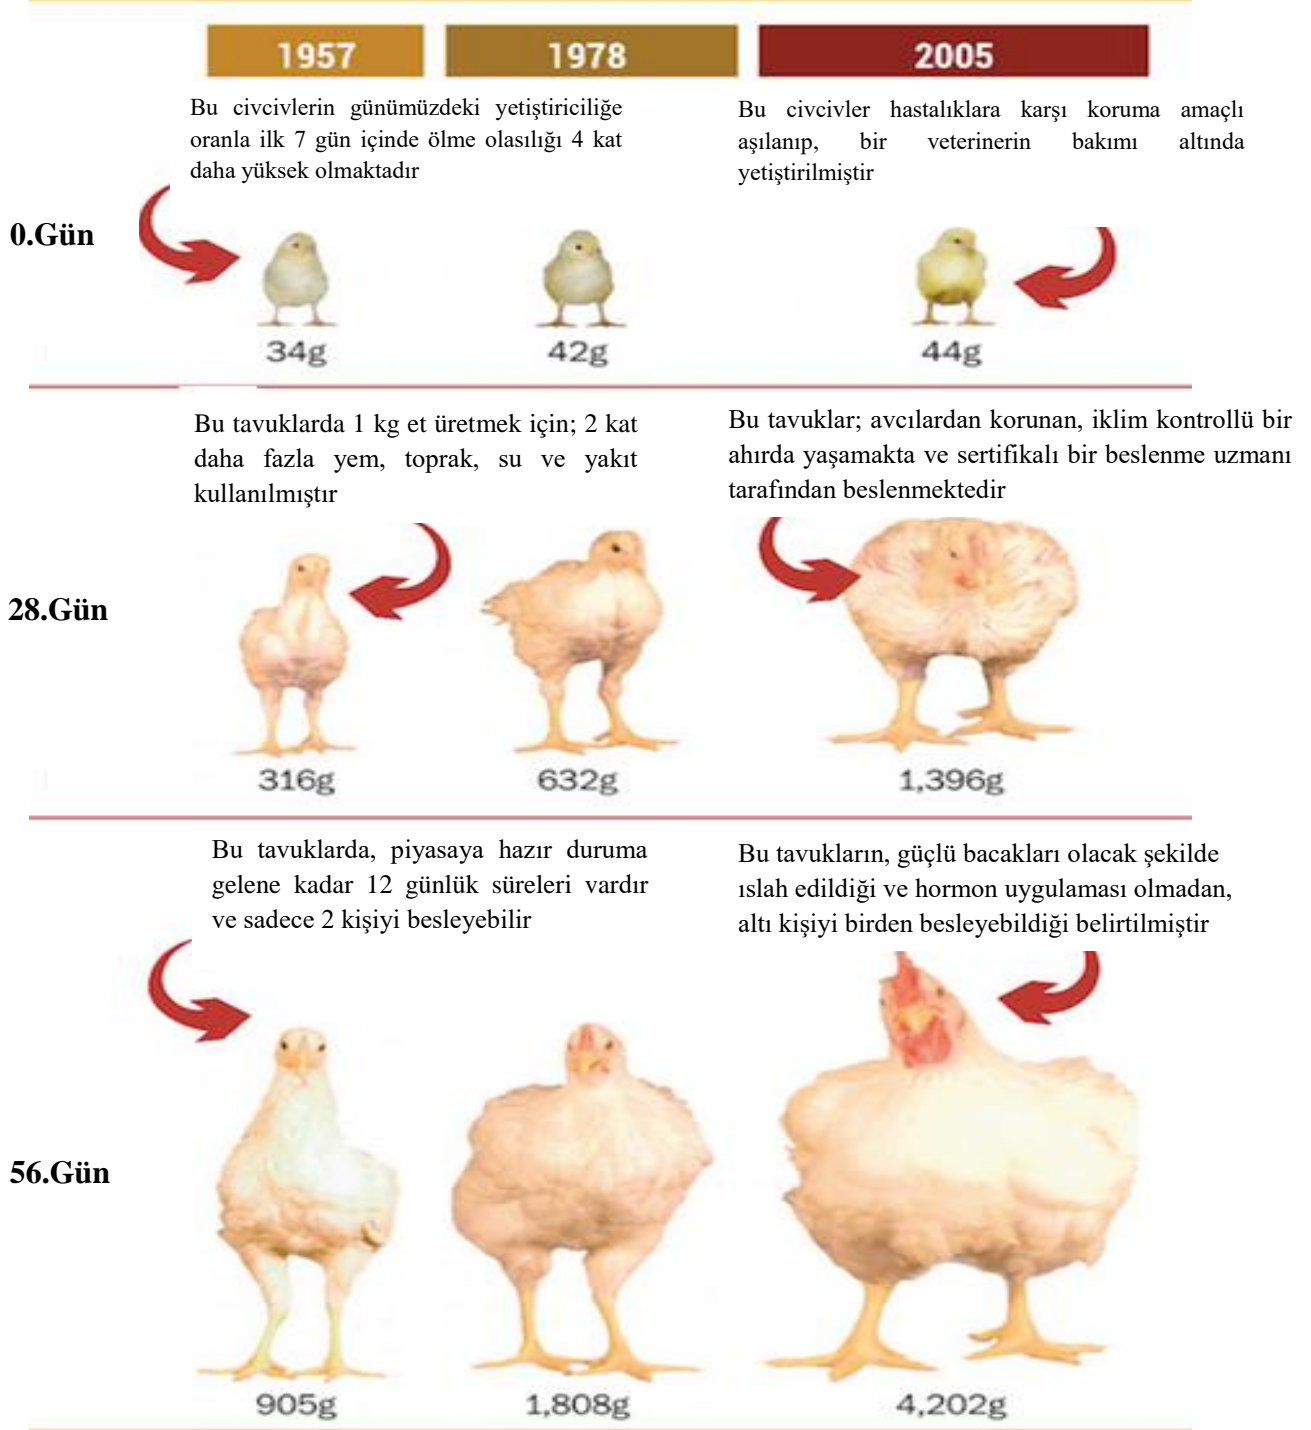 1957
1978
2005
Bu civcivlerin günümüzdeki yetiştiriciliğe
oranla ilk 7 gün içinde ölme olasılığı 4 kat
daha yüksek olmaktadır
Bu civcivler hastalıklara karşı koruma amaçlı
aşılanıp, bir veterinerin bakımı altında
yetiştirilmiştir
0.Gün
34g
42g
44g
Bu tavuklarda 1 kg et üretmek için; 2 kat
daha fazla yem, toprak, su ve yakıt
kullanılmıştır
Bu tavuklar; avcılardan korunan, iklim kontrollü bir
ahırda yaşamakta ve sertifikalı bir beslenme uzmanı
tarafından beslenmektedir
28.Gün
316g
632g
1,396g
Bu tavuklarda, piyasaya hazır duruma
gelene kadar 12 günlük süreleri vardır
ve sadece 2 kişiyi besleyebilir
Bu tavukların, güçlü bacakları olacak şekilde
ıslah edildiği ve hormon uygulaması olmadan,
altı kişiyi birden besleyebildiği belirtilmiştir
56.Gün
905g
1,808g
4,202g